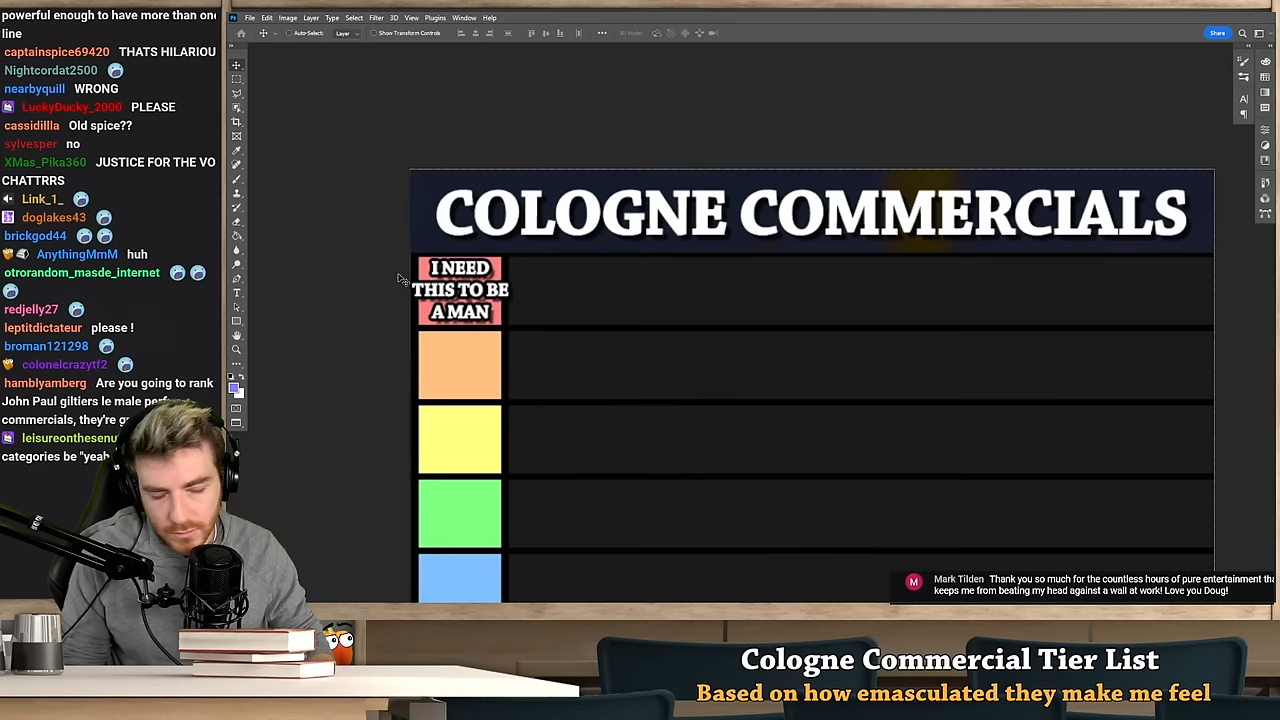 powerful enough to have more than one
line
captainspice69420 THATS HILARIOU
Nightcordat2500
nearbyquill WRONG
LuckyDucky_2000 PLEASE
cassidillla Old spice??
sylvesper no
XMas_Pika360 JUSTICE FOR THE VO
CHATTRRS
Link_1_
doglakes43
brickgod44
AnythingMmM huh
otrorandom_masde_internet
redjelly27
leptitdictateur please !
broman121298
colonelcrazytf2
hamblyamberg Are you going to rank
John Paul giltiers le male
commercials, they're
categories be "yeah
Ps File Edit Image Layer Type Select Filter 3D View Plugins Window Help
Auto-Select: Layer Show Transform Controls ••• 3D Mode: Share
COLOGNE COMMERCIALS
I NEED
THIS TO BE
A MAN
M Mark Tilden Thank you so much for the countless hours of pure entertainment tha
keeps me from beating my head against a wall at work! Love you Doug!
Cologne Commercial Tier List
Based on how emasculated they make me feel